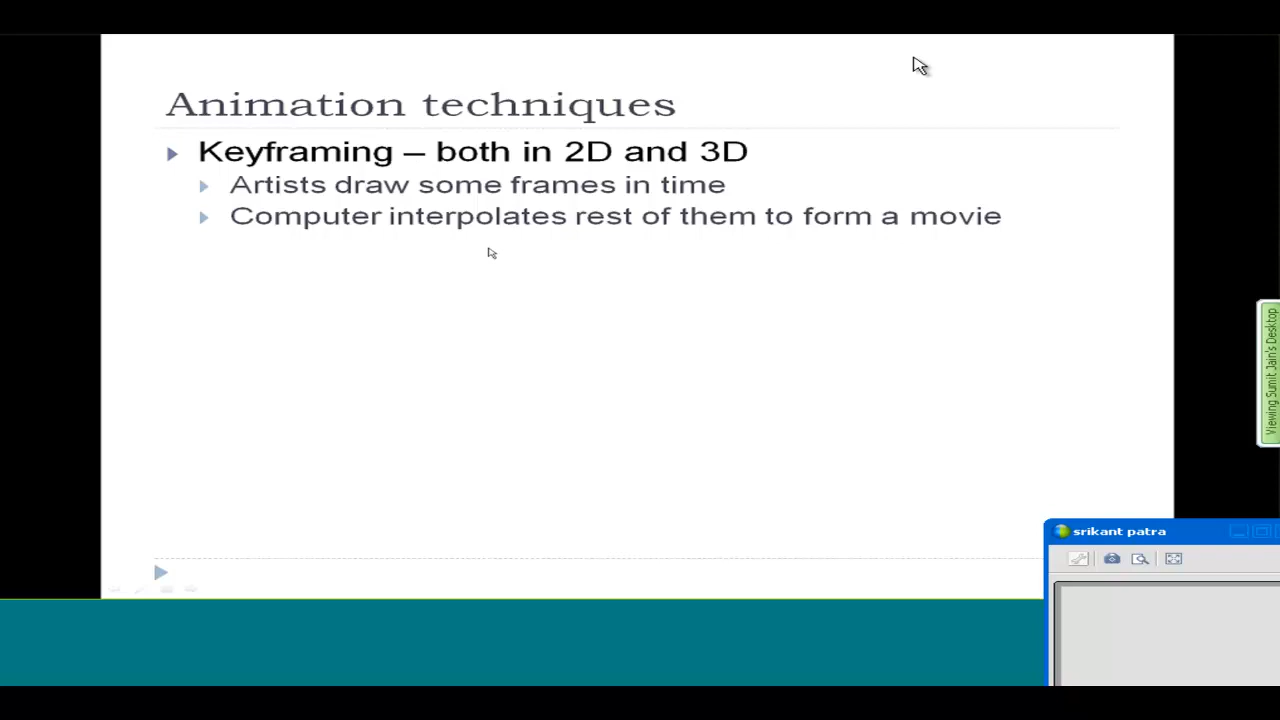 Animation techniques
Keyframing – both in 2D and 3D
Artists draw some frames in time
Computer interpolates rest of them to form a movie
Viewing Sumit Jain's Desktop
srikant patra